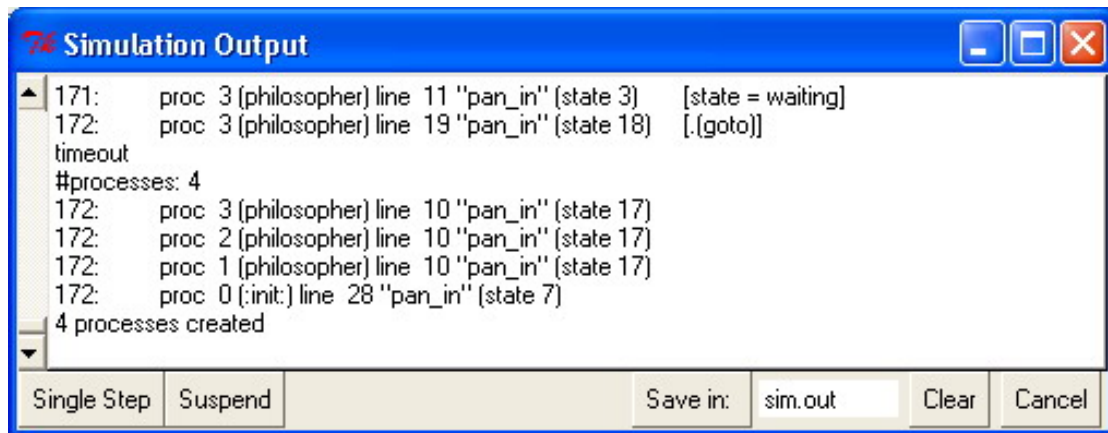 Tk Simulation Output
171: proc 3 (philosopher) line 11 "pan_in" (state 3) [state = waiting]
172: proc 3 (philosopher) line 19 "pan_in" (state 18) [.(goto)]
timeout
#processes: 4
172: proc 3 (philosopher) line 10 "pan_in" (state 17)
172: proc 2 (philosopher) line 10 "pan_in" (state 17)
172: proc 1 (philosopher) line 10 "pan_in" (state 17)
172: proc 0 (:init:) line 28 "pan_in" (state 7)
4 processes created
Single Step Suspend Save in: sim.out Clear Cancel